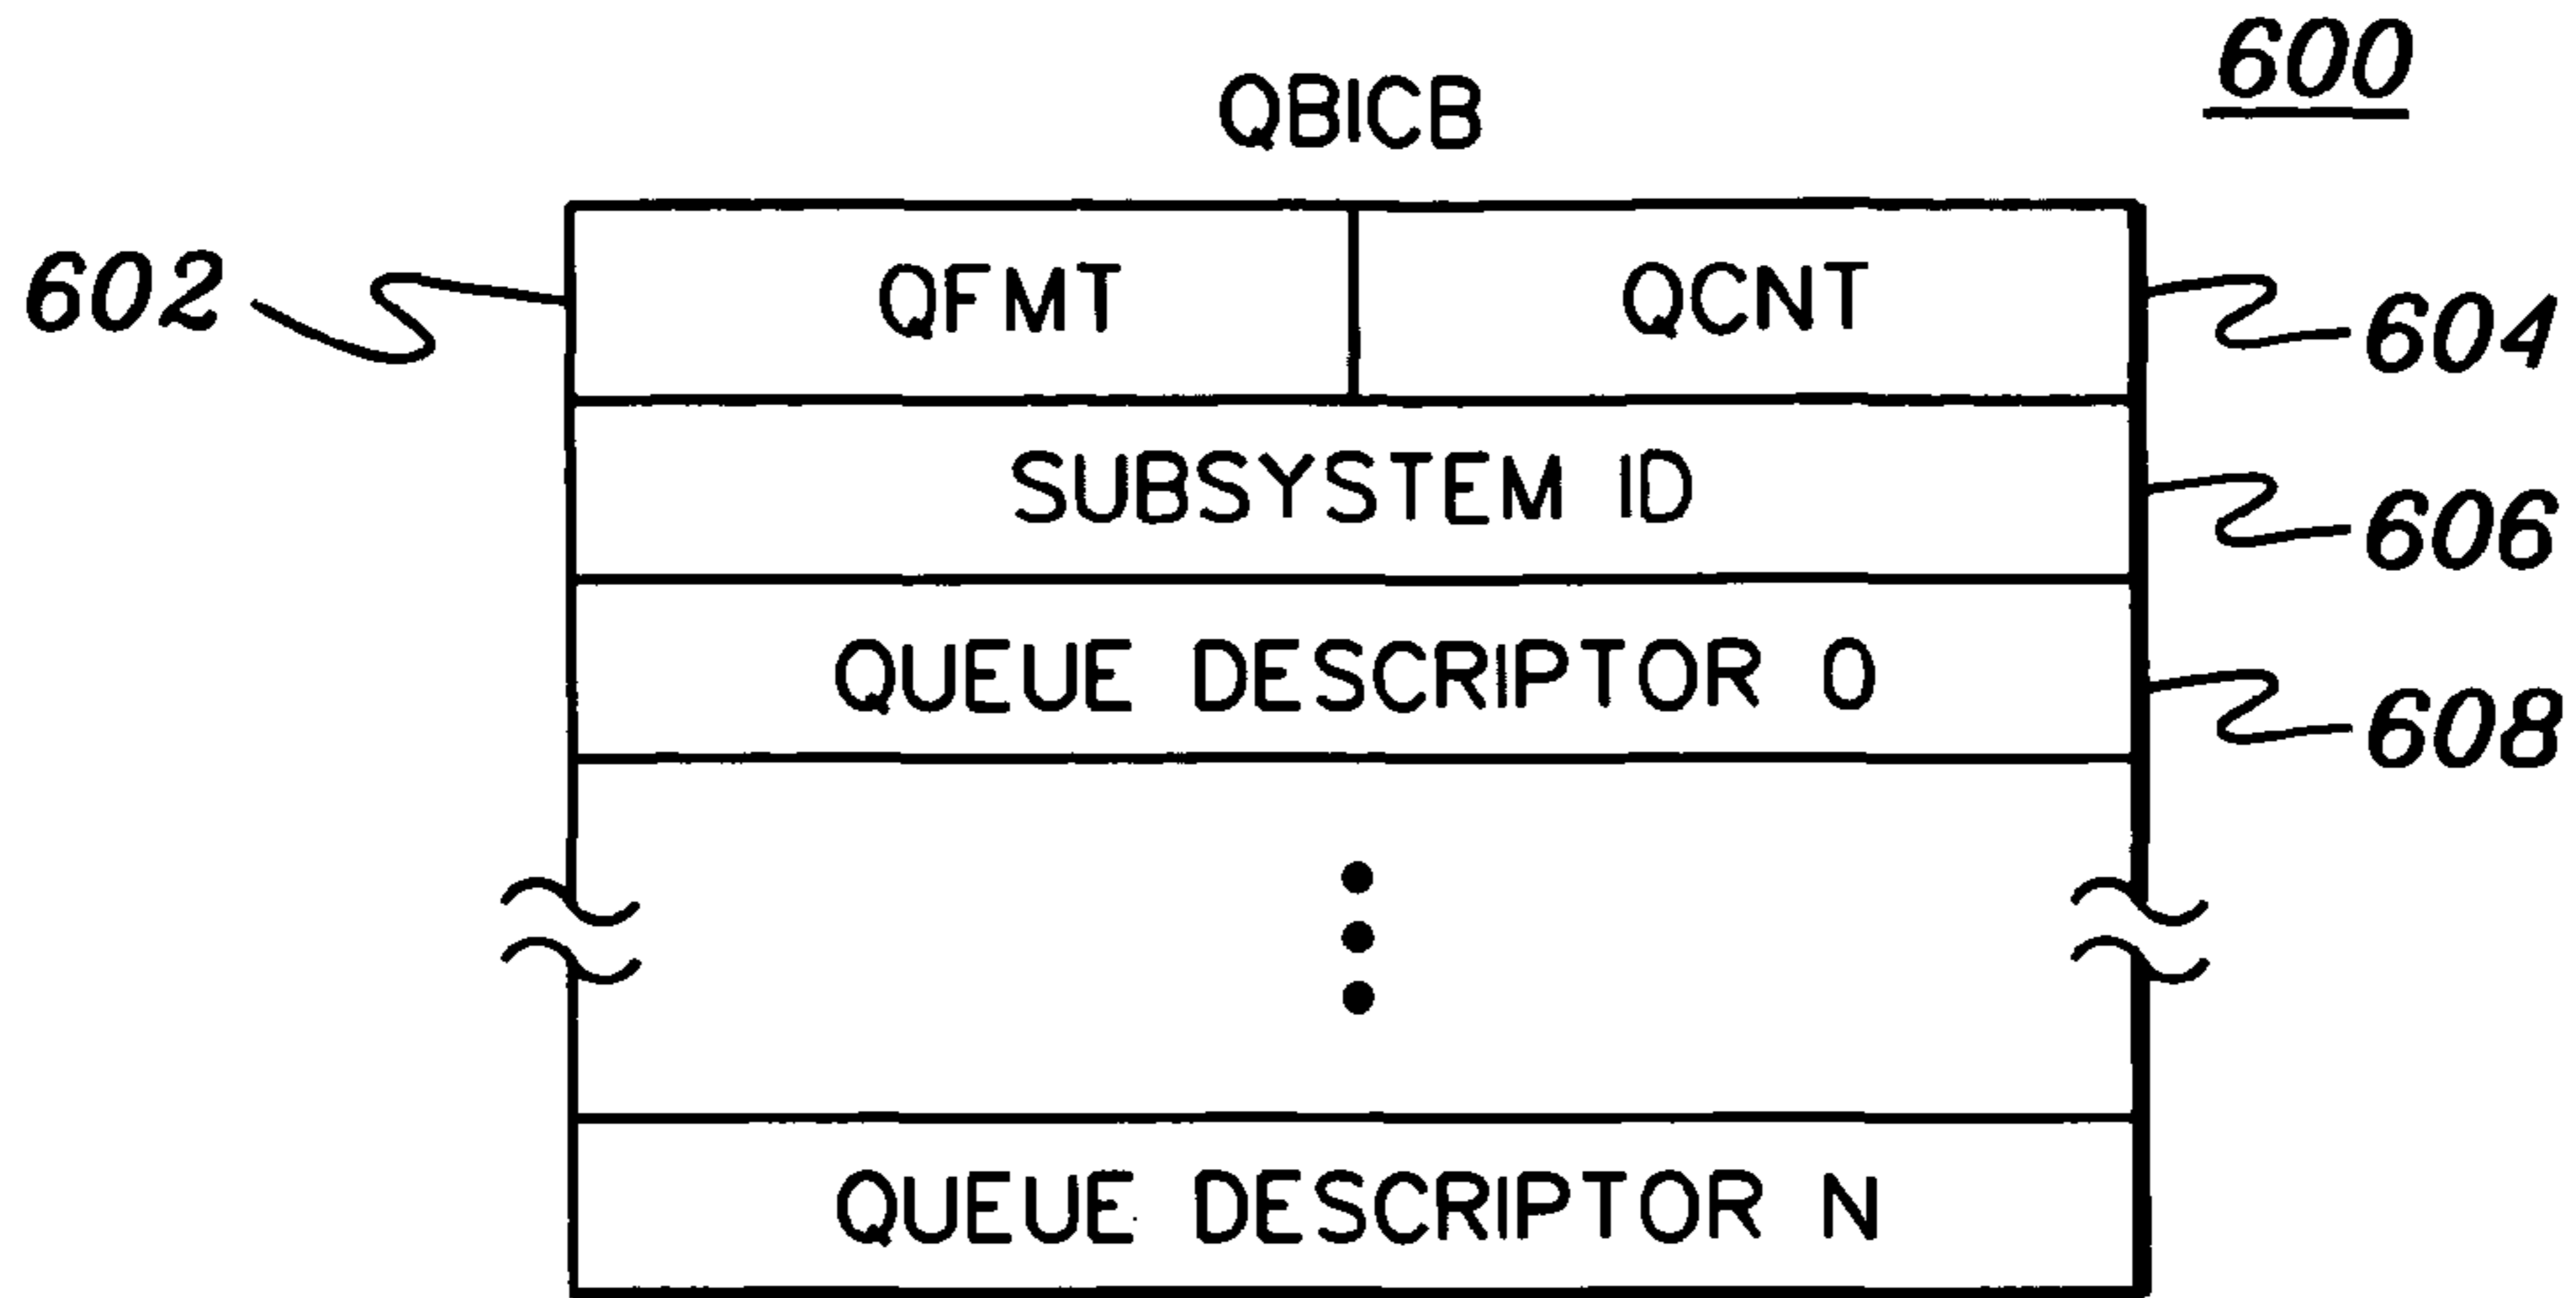 600
QBICB
602 QFMT QCNT 604
SUBSYSTEM ID 606
QUEUE DESCRIPTOR 0 608
QUEUE DESCRIPTOR N